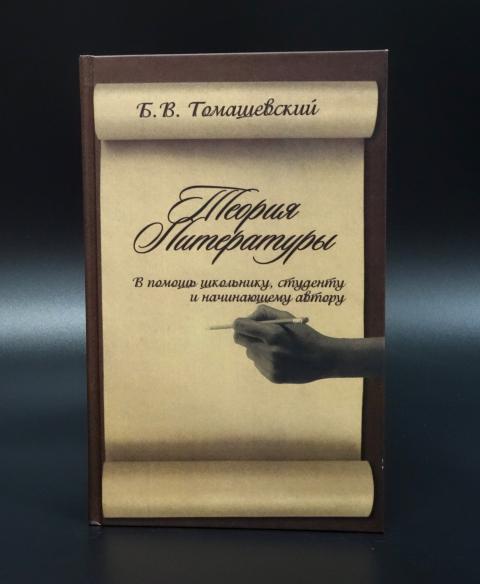 Б. В. Томашевский
Теория
Литературы
В помощь школьнику, студенту
и начинающему автору